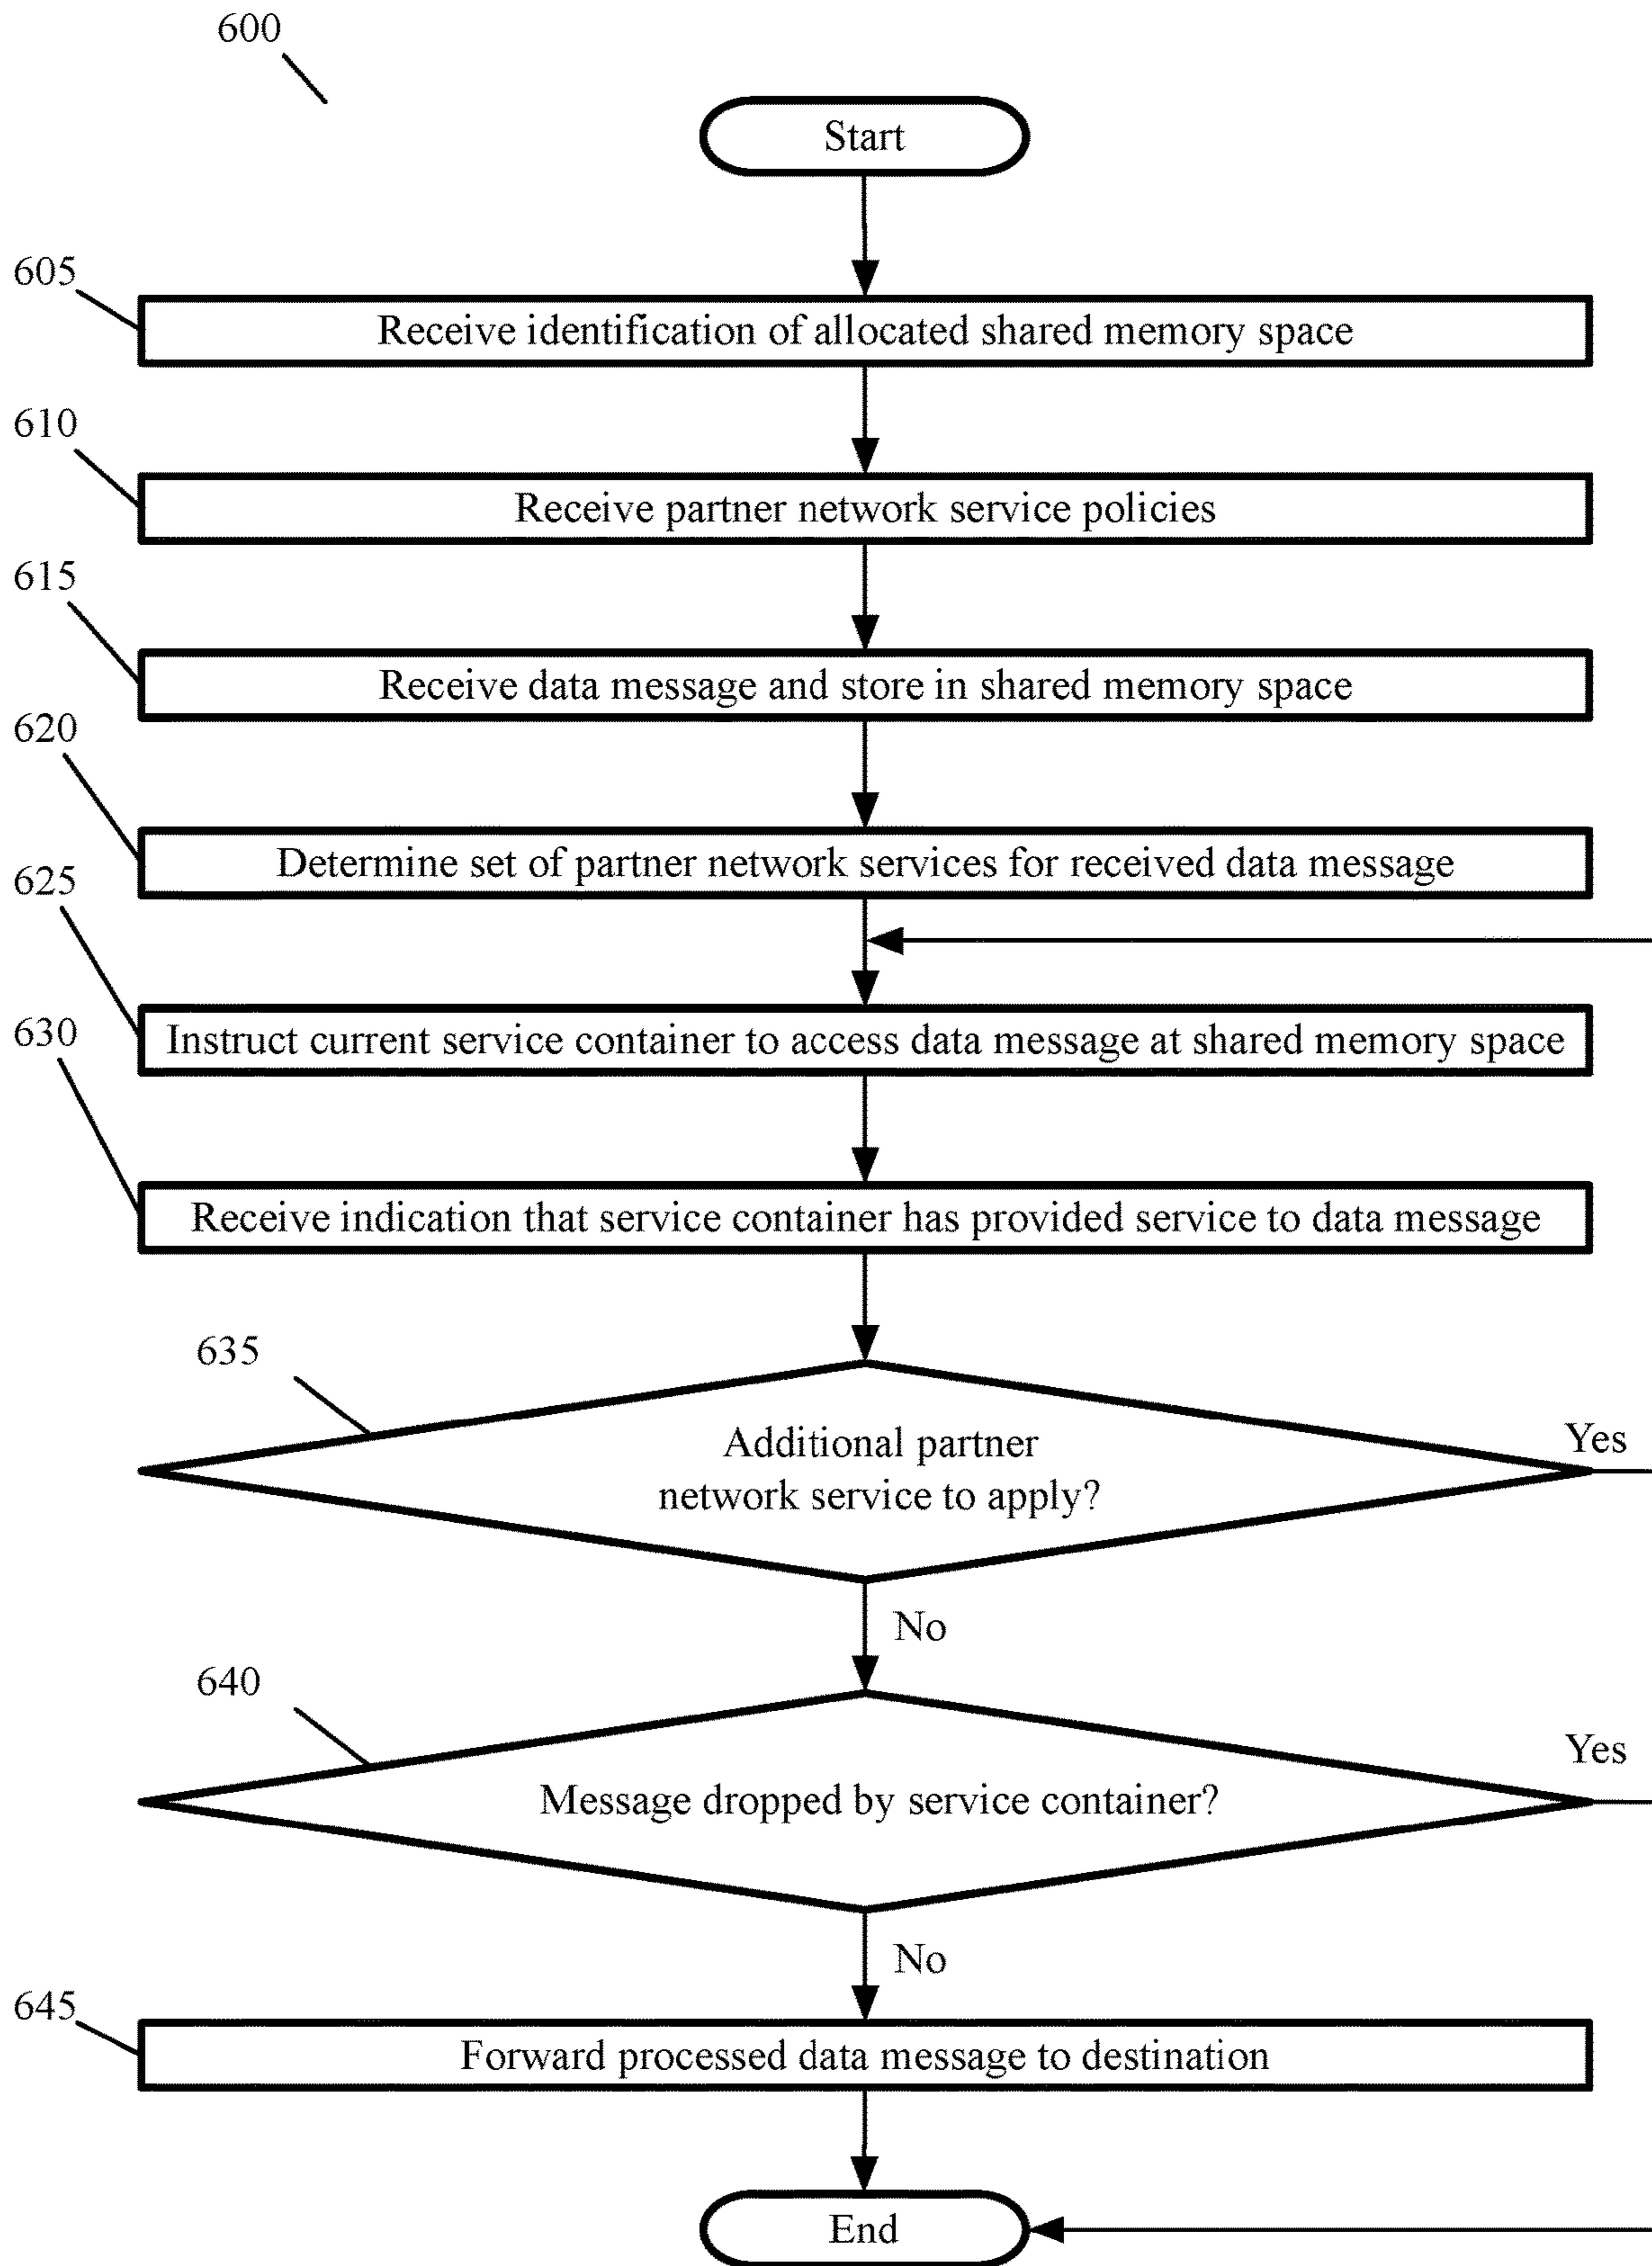 600
Start
605
Receive identification of allocated shared memory space
610
Receive partner network service policies
615
Receive data message and store in shared memory space
620
Determine set of partner network services for received data message
625
Instruct current service container to access data message at shared memory space
630
Receive indication that service container has provided service to data message
635
Additional partner
network service to apply?
Yes
No
640
Message dropped by service container?
Yes
No
645
Forward processed data message to destination
End